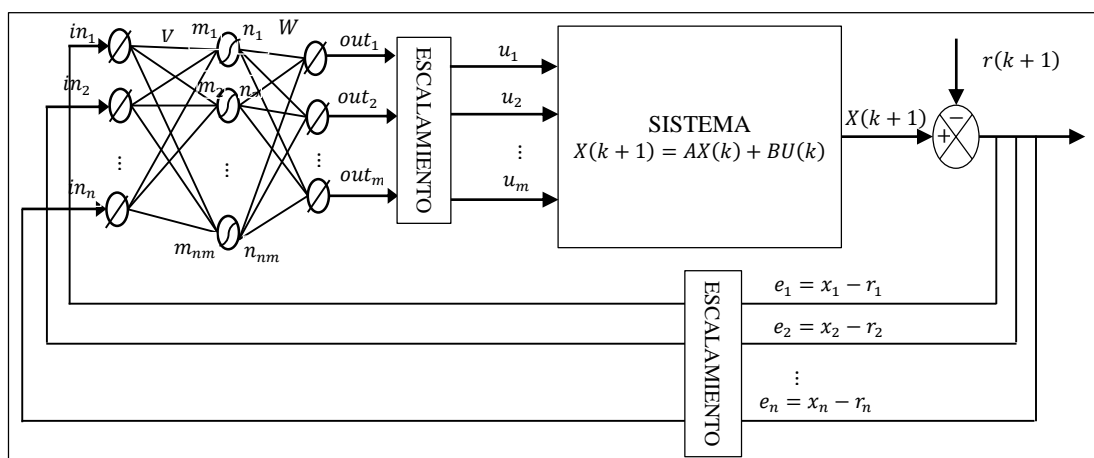 in₁ V m₁ n₁ W out₁
in₂ m₂ out₂
⋮ ⋮ ⋮
inₙ outₘ
mₙₘ nₙₘ
ESCALAMIENTO
u₁
u₂
⋮
uₘ
SISTEMA
X(k + 1) = AX(k) + BU(k)
r(k + 1)
X(k + 1)
+ −
ESCALAMIENTO
e₁ = x₁ − r₁
e₂ = x₂ − r₂
⋮
eₙ = xₙ − rₙ